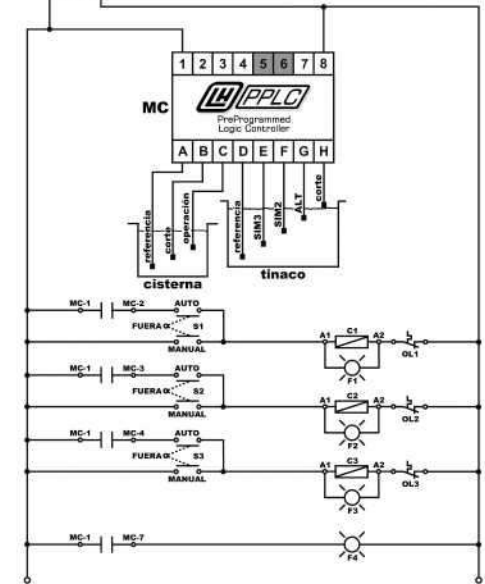 1 2 3 4 5 6 7 8
MC
LH PPLC
PreProgrammed
Logic Controller
A B C D E F G H
referencia
corte
operación
referencia
SIM3
SIM2
ALT
corte
cisterna
tinaco
MC-1 MC-2 AUTO
FUERA S1
MANUAL
A1 C1 A2
OL1
F1
MC-1 MC-3 AUTO
FUERA S2
MANUAL
A1 C2 A2
OL2
F2
MC-1 MC-4 AUTO
FUERA S3
MANUAL
A1 C3 A2
OL3
F3
MC-1 MC-7
F4